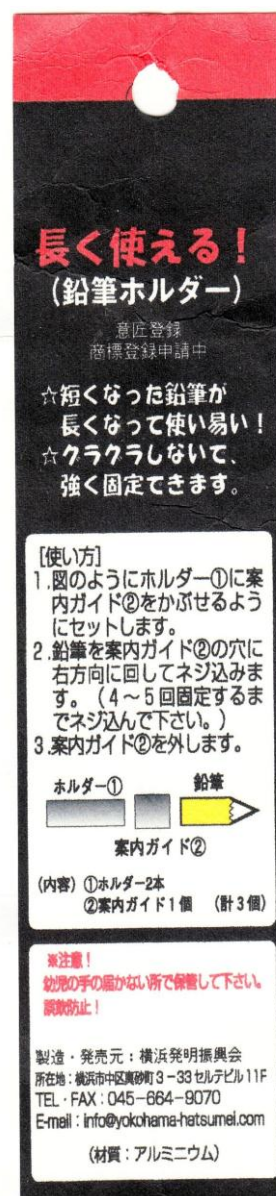 長く使える!
(鉛筆ホルダー)
意匠登録
商標登録申請中
☆短くなった鉛筆が
長くなって使い易い!
☆クラクラしないて、
強く固定できます。
[使い方]
1.図のようにホルダー①に案
内ガイド②をかぶせるよう
にセットします。
2.鉛筆を案内ガイド②の穴に
右方向に回してネジ込みま
す。(4〜5回固定するま
でネジ込んで下さい。)
3.案内ガイド②を外します。
ホルダー① 鉛筆
案内ガイド②
(内容) ①ホルダー2本
②案内ガイド1個 (計3個)
※注意!
幼児の手の届かない所で保管して下さい。
誤飲防止!
製造・発売元:横浜発明振興会
所在地:横浜市中区真砂町3-33セルテビル11F
TEL・FAX:045-664-9070
E-mail:info@yokohama-hatsumei.com
(材質:アルミニウム)